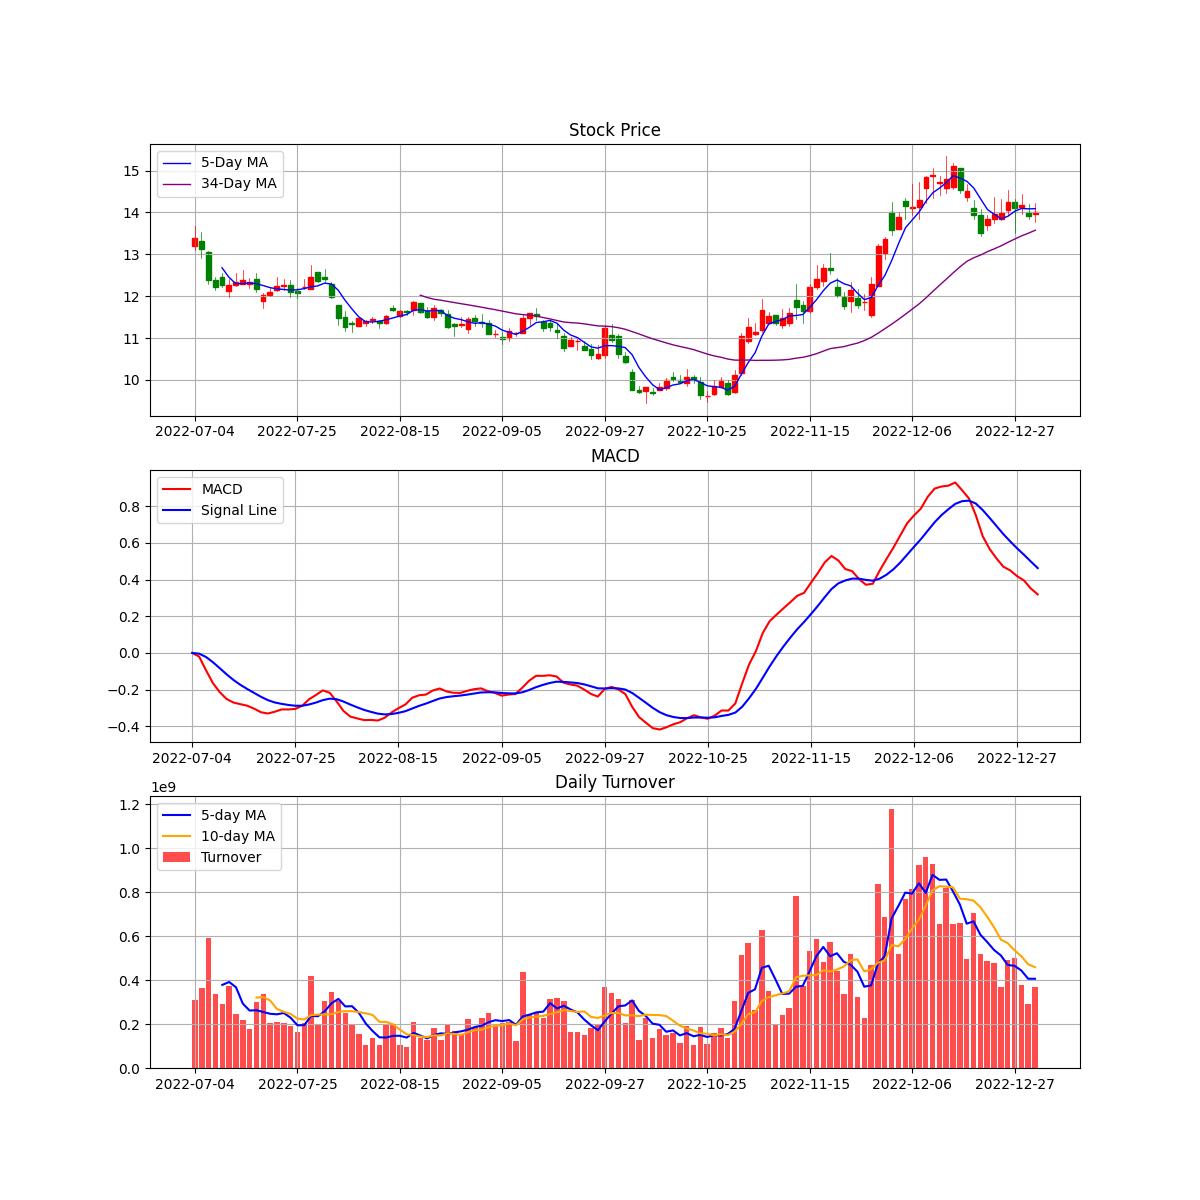 Stock Price
5-Day MA
34-Day MA
15
14
13
12
11
10
2022-07-04 2022-07-25 2022-08-15 2022-09-05 2022-09-27 2022-10-25 2022-11-15 2022-12-06 2022-12-27
MACD
MACD
Signal Line
0.8
0.6
0.4
0.2
0.0
−0.2
−0.4
2022-07-04 2022-07-25 2022-08-15 2022-09-05 2022-09-27 2022-10-25 2022-11-15 2022-12-06 2022-12-27
Daily Turnover
1e9
5-day MA
10-day MA
Turnover
1.2
1.0
0.8
0.6
0.4
0.2
0.0
2022-07-04 2022-07-25 2022-08-15 2022-09-05 2022-09-27 2022-10-25 2022-11-15 2022-12-06 2022-12-27